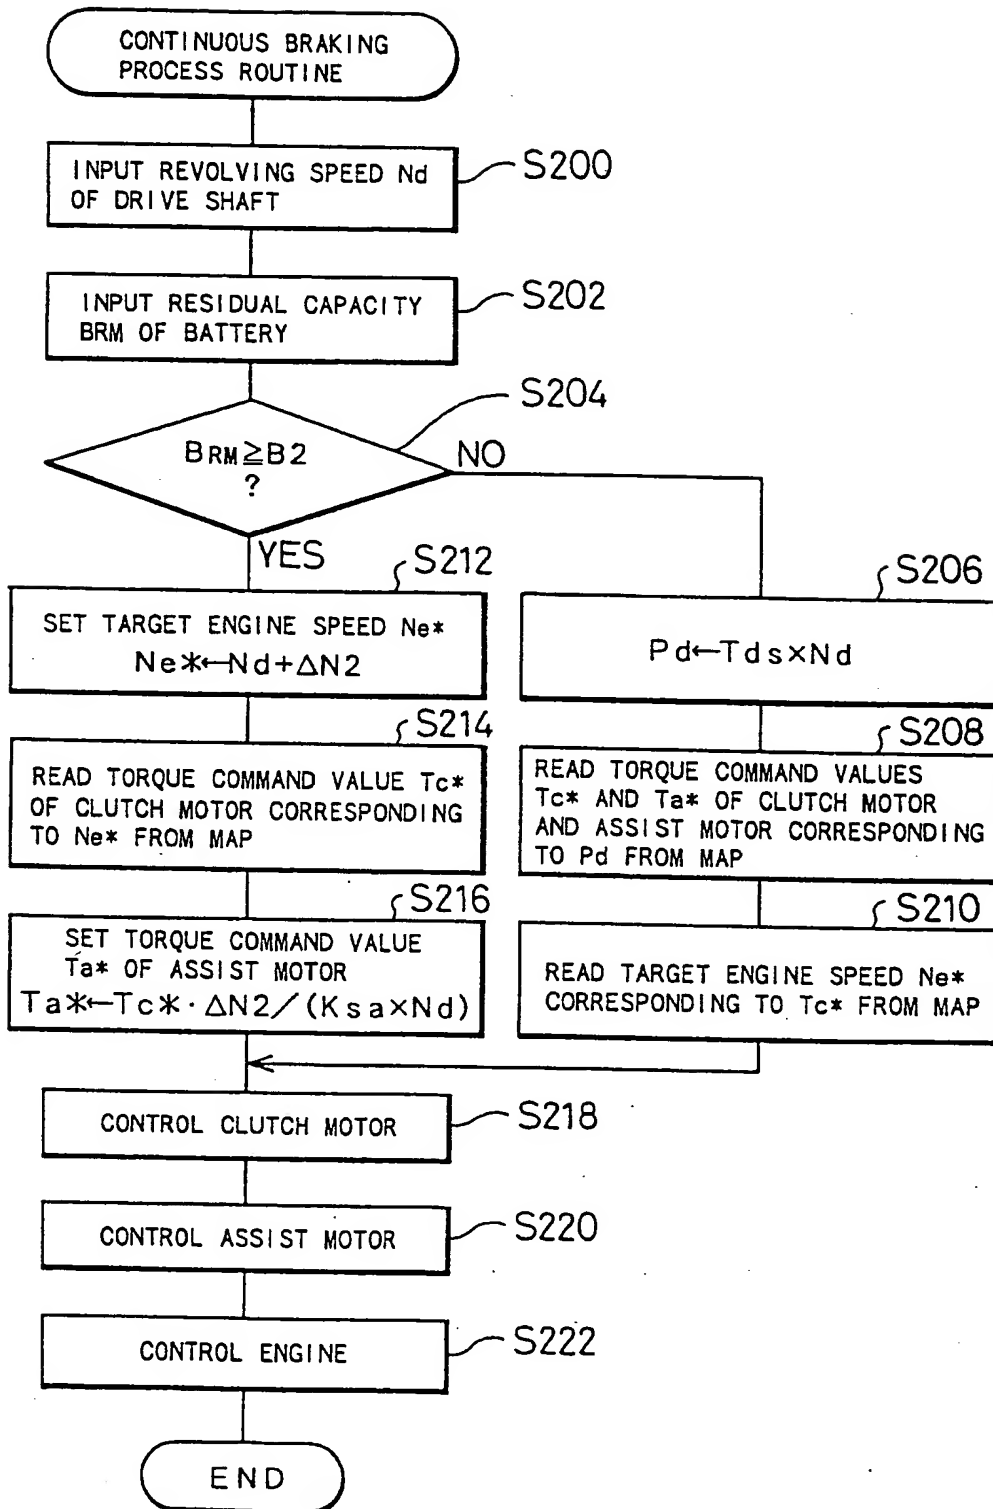 CONTINUOUS BRAKING
PROCESS ROUTINE
INPUT REVOLVING SPEED Nd
OF DRIVE SHAFT
S200
INPUT RESIDUAL CAPACITY
BRM OF BATTERY
S202
S204
BRM≧B2
?
NO
YES
S212
SET TARGET ENGINE SPEED Ne*
Ne*←Nd+ΔN2
S206
Pd←Tds×Nd
S214
READ TORQUE COMMAND VALUE Tc*
OF CLUTCH MOTOR CORRESPONDING
TO Ne* FROM MAP
S208
READ TORQUE COMMAND VALUES
Tc* AND Ta* OF CLUTCH MOTOR
AND ASSIST MOTOR CORRESPONDING
TO Pd FROM MAP
S216
SET TORQUE COMMAND VALUE
Ta* OF ASSIST MOTOR
Ta*←Tc*·ΔN2/(Ksa×Nd)
S210
READ TARGET ENGINE SPEED Ne*
CORRESPONDING TO Tc* FROM MAP
CONTROL CLUTCH MOTOR
S218
CONTROL ASSIST MOTOR
S220
CONTROL ENGINE
S222
END